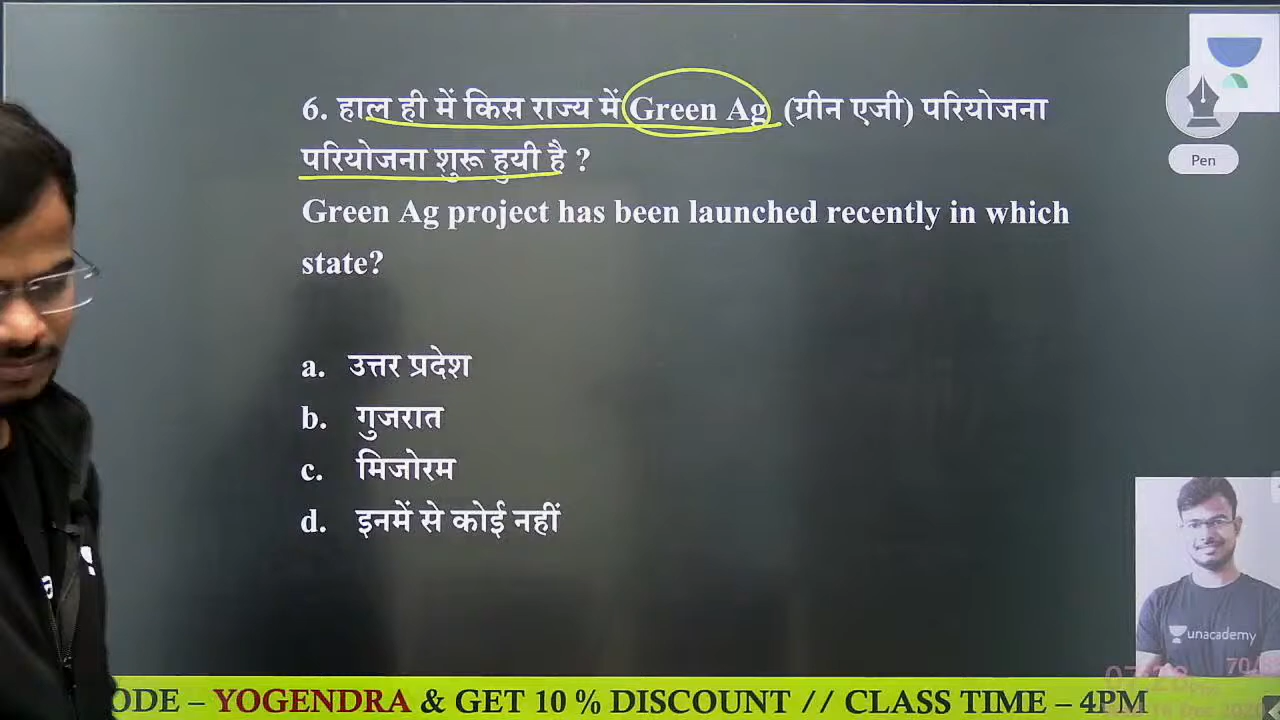 6. हाल ही में किस राज्य में Green Ag (ग्रीन एजी) परियोजना
परियोजना शुरू हुयी है ?
Green Ag project has been launched recently in which
state?
a. उत्तर प्रदेश
b. गुजरात
c. मिजोरम
d. इनमें से कोई नहीं
Pen
unacademy
ODE – YOGENDRA & GET 10 % DISCOUNT // CLASS TIME – 4PM